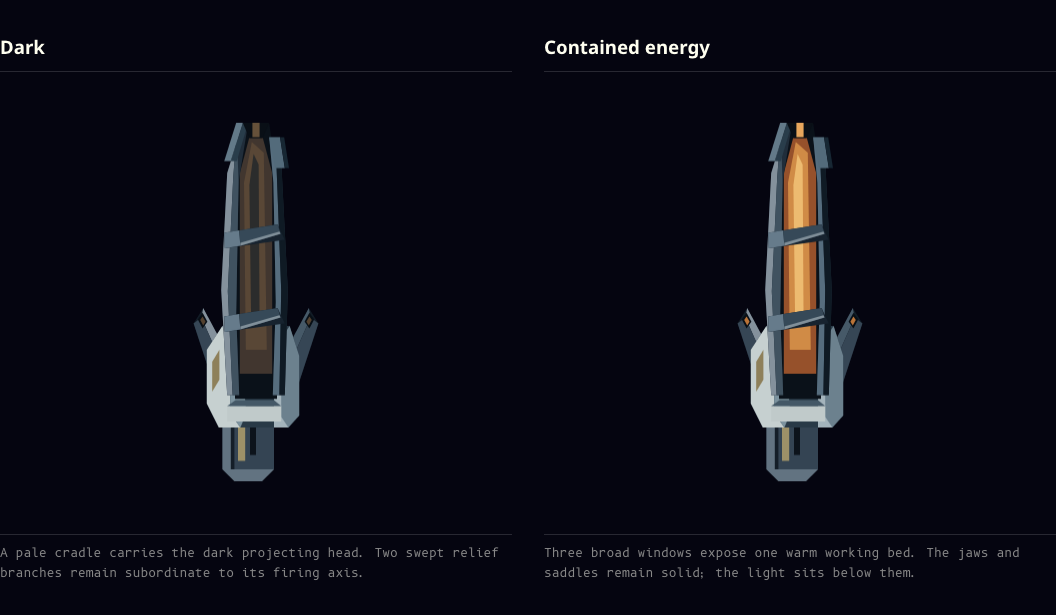 Dark
Contained energy
A pale cradle carries the dark projecting head. Two swept relief
branches remain subordinate to its firing axis.
Three broad windows expose one warm working bed. The jaws and
saddles remain solid; the light sits below them.